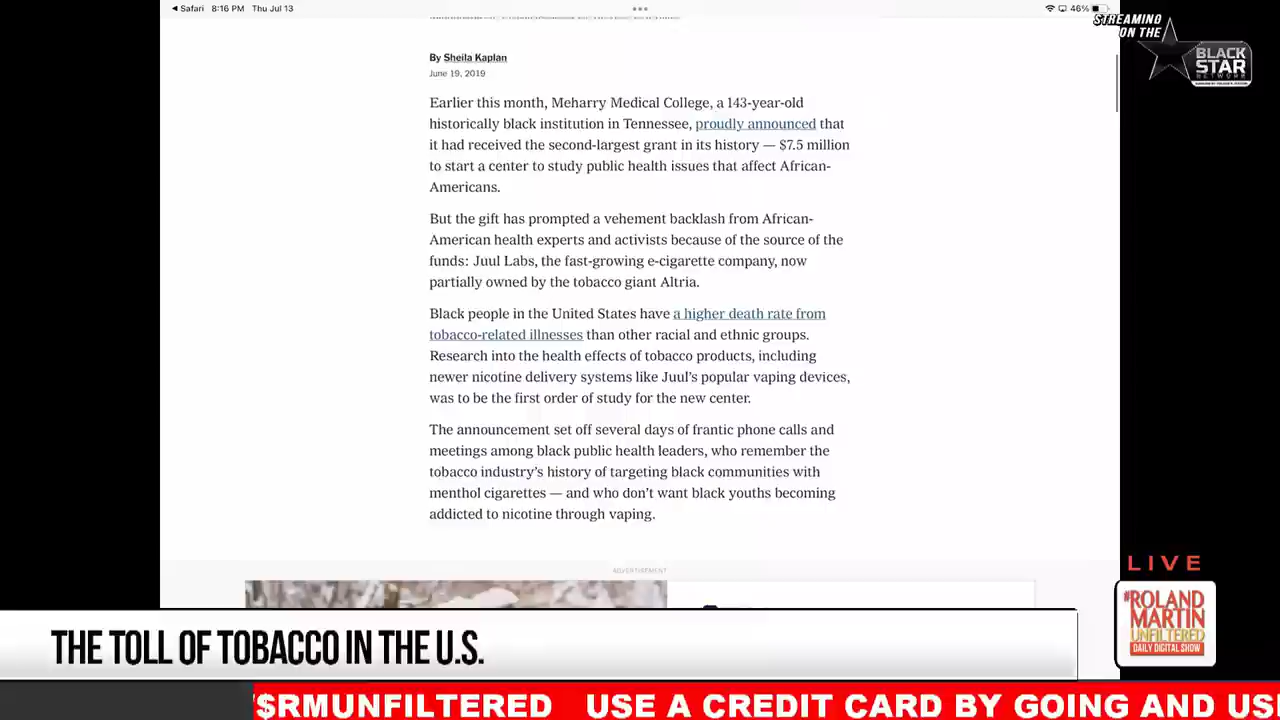 Safari 8:16 PM Thu Jul 13
46%
STREAMING
ON THE
BLACK
STAR
NETWORK
By Sheila Kaplan
June 19, 2019
Earlier this month, Meharry Medical College, a 143-year-old
historically black institution in Tennessee, proudly announced that
it had received the second-largest grant in its history — $7.5 million
to start a center to study public health issues that affect African-
Americans.
But the gift has prompted a vehement backlash from African-
American health experts and activists because of the source of the
funds: Juul Labs, the fast-growing e-cigarette company, now
partially owned by the tobacco giant Altria.
Black people in the United States have a higher death rate from
tobacco-related illnesses than other racial and ethnic groups.
Research into the health effects of tobacco products, including
newer nicotine delivery systems like Juul's popular vaping devices,
was to be the first order of study for the new center.
The announcement set off several days of frantic phone calls and
meetings among black public health leaders, who remember the
tobacco industry's history of targeting black communities with
menthol cigarettes — and who don't want black youths becoming
addicted to nicotine through vaping.
ADVERTISEMENT
LIVE
#ROLAND
MARTIN
UNFILTERED
DAILY DIGITAL SHOW
THE TOLL OF TOBACCO IN THE U.S.
/$RMUNFILTERED USE A CREDIT CARD BY GOING AND US